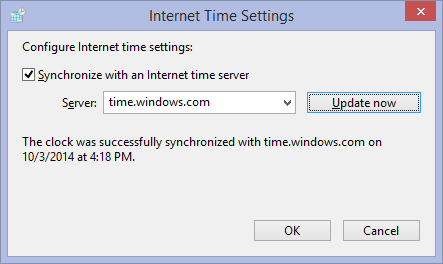 Internet Time Settings
Configure Internet time settings:
Synchronize with an Internet time server
Server: time.windows.com Update now
The clock was successfully synchronized with time.windows.com on
10/3/2014 at 4:18 PM.
OK Cancel